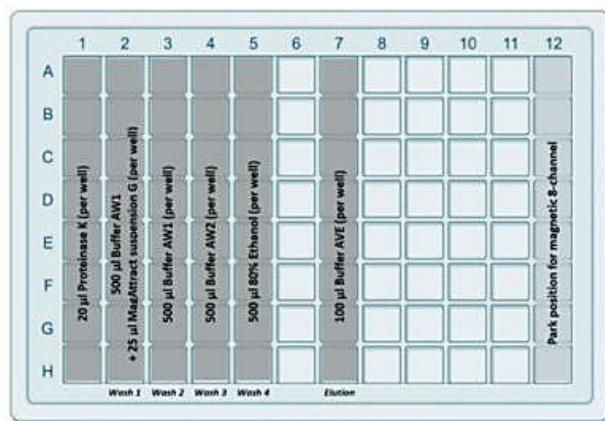 1 2 3 4 5 6 7 8 9 10 11 12
A
B
C
D
E
F
G
H
20 µl Proteinase K (per well)
500 µl Buffer AW1
+ 25 µl MagAttract suspension G (per well)
500 µl Buffer AW1 (per well)
500 µl Buffer AW2 (per well)
500 µl 80% Ethanol (per well)
100 µl Buffer AVE (per well)
Park position for magnetic 8-channel
Wash 1 Wash 2 Wash 3 Wash 4 Elution